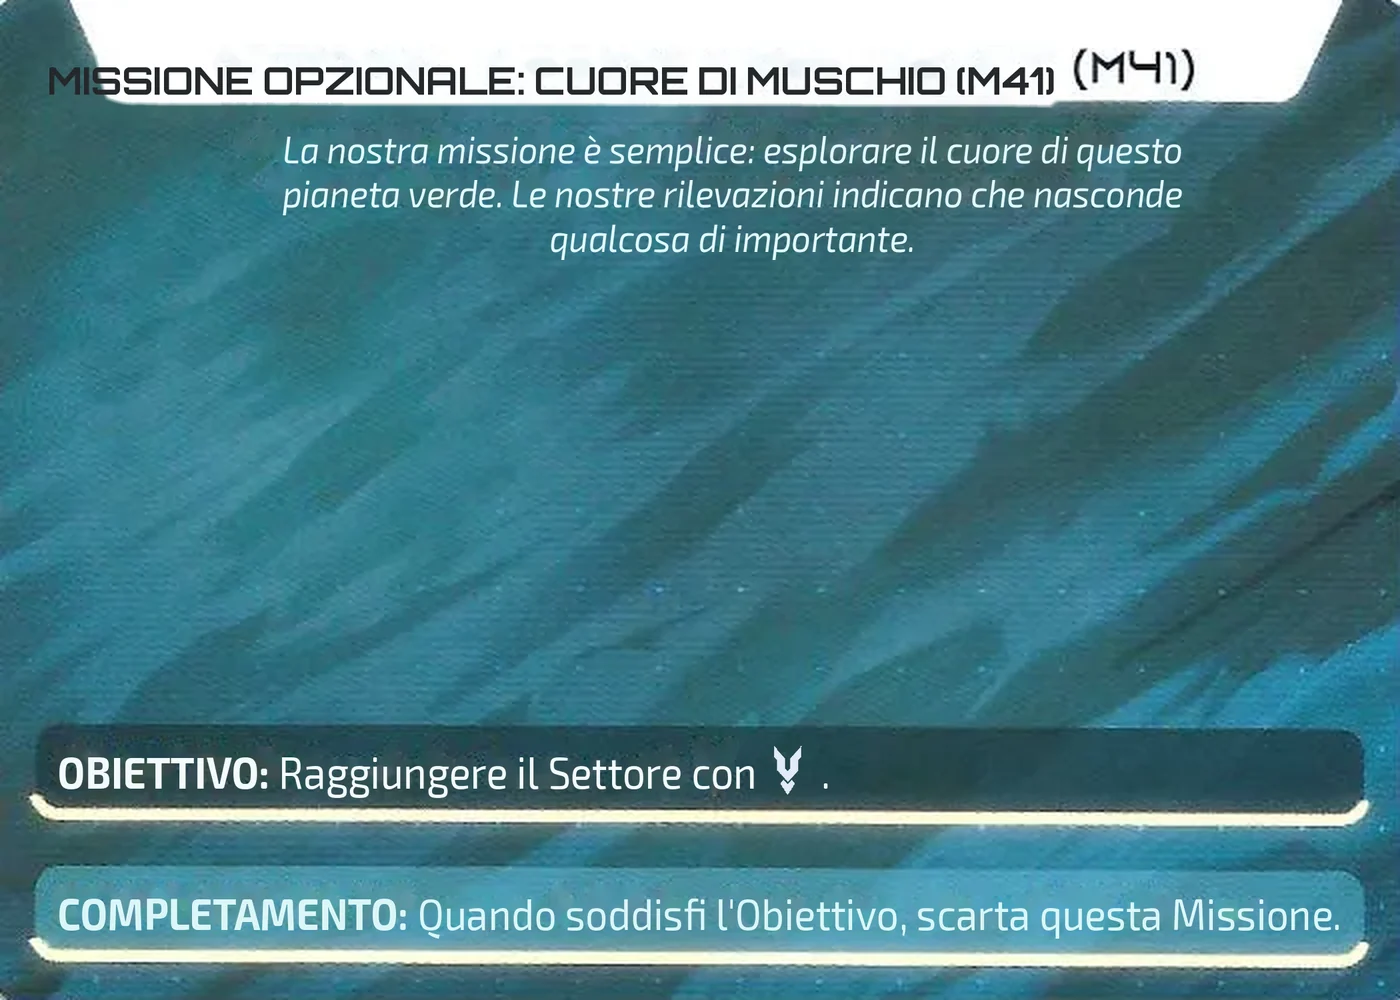 MISSIONE OPZIONALE: CUORE DI MUSCHIO (M41) (M41)
La nostra missione è semplice: esplorare il cuore di questo
pianeta verde. Le nostre rilevazioni indicano che nasconde
qualcosa di importante.
OBIETTIVO: Raggiungere il Settore con .
COMPLETAMENTO: Quando soddisfi l'Obiettivo, scarta questa Missione.